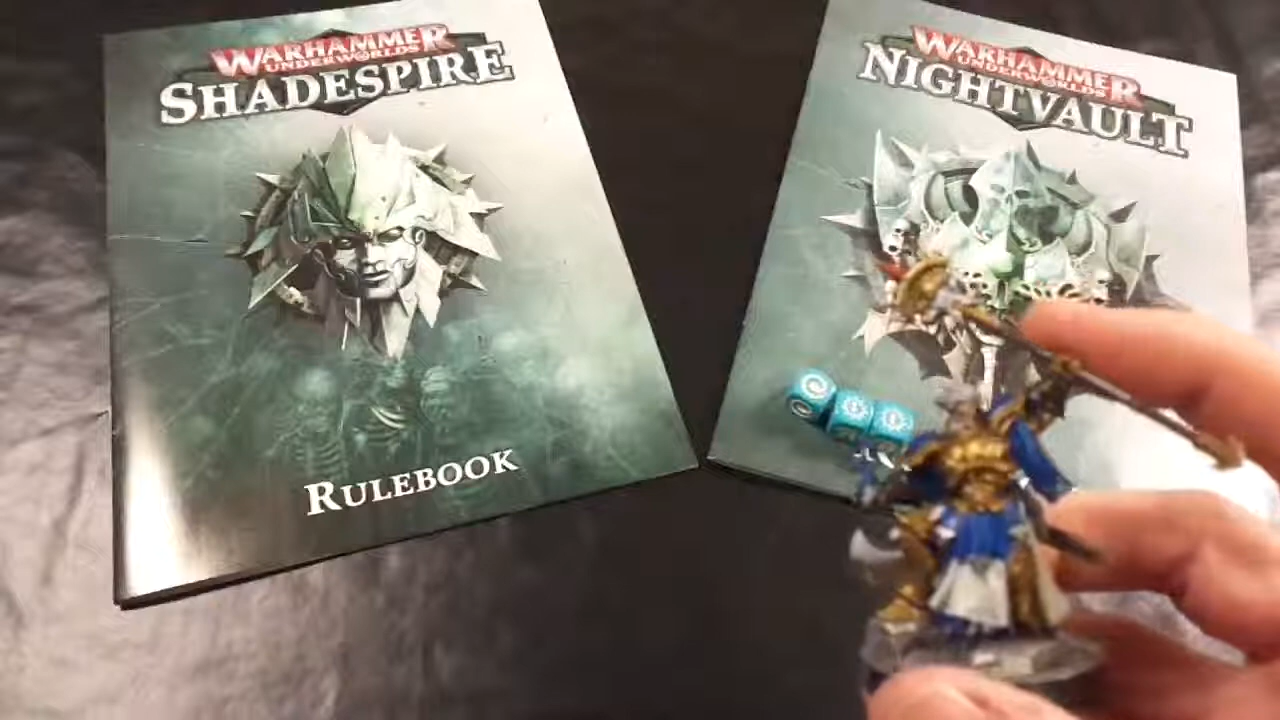 WARHAMMER
UNDERWORLDS
SHADESPIRE
RULEBOOK
WARHAMMER
UNDERWORLDS
NIGHTVAULT